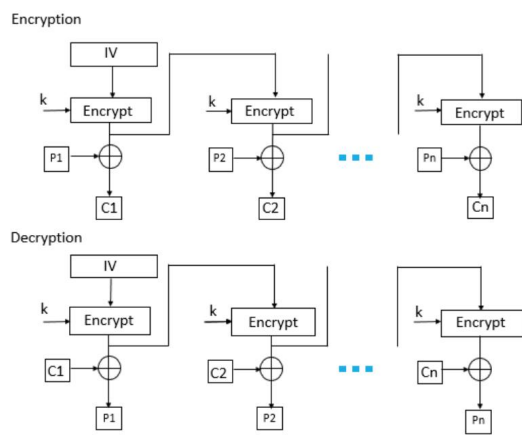 Encryption
IV
k Encrypt k Encrypt k Encrypt
P1 P2 Pn
C1 C2 Cn
Decryption
IV
k Encrypt k Encrypt k Encrypt
C1 C2 Cn
P1 P2 Pn